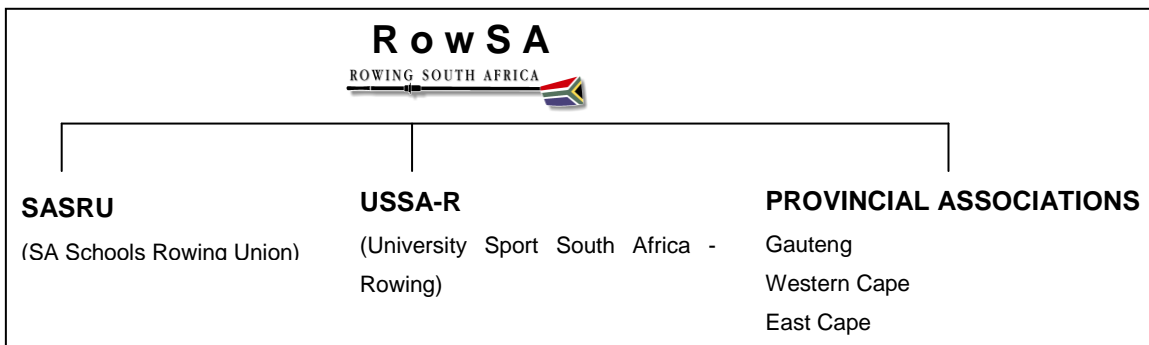 R o w S A
ROWING SOUTH AFRICA
SASRU
(SA Schools Rowing Union)
USSA-R
(University Sport South Africa -
Rowing)
PROVINCIAL ASSOCIATIONS
Gauteng
Western Cape
East Cape